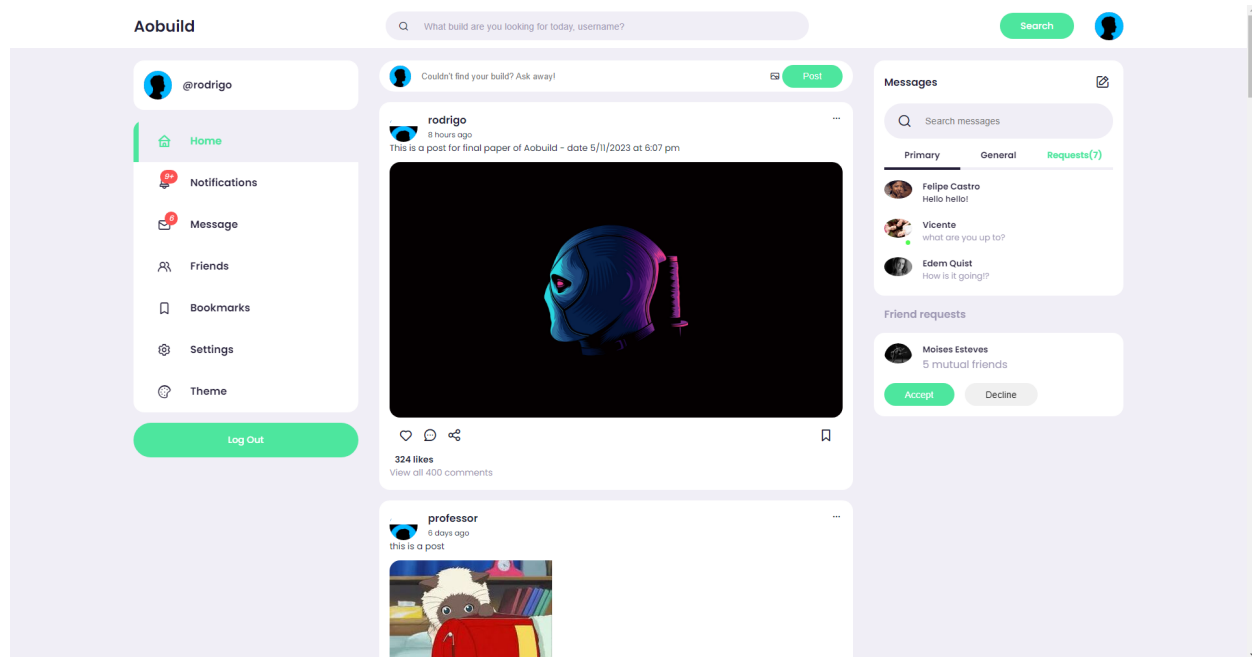 Aobuild
What build are you looking for today, username?
Search
@rodrigo
Home
9+
Notifications
6
Message
Friends
Bookmarks
Settings
Theme
Log Out
Couldn't find your build? Ask away!
Post
rodrigo
8 hours ago
This is a post for final paper of Aobuild - date 5/11/2023 at 6:07 pm
324 likes
View all 400 comments
professor
6 days ago
this is a post
Messages
Search messages
Primary General Requests(7)
Felipe Castro
Hello hello!
Vicente
what are you up to?
Edem Quist
How is it going!?
Friend requests
Moises Esteves
5 mutual friends
Accept Decline